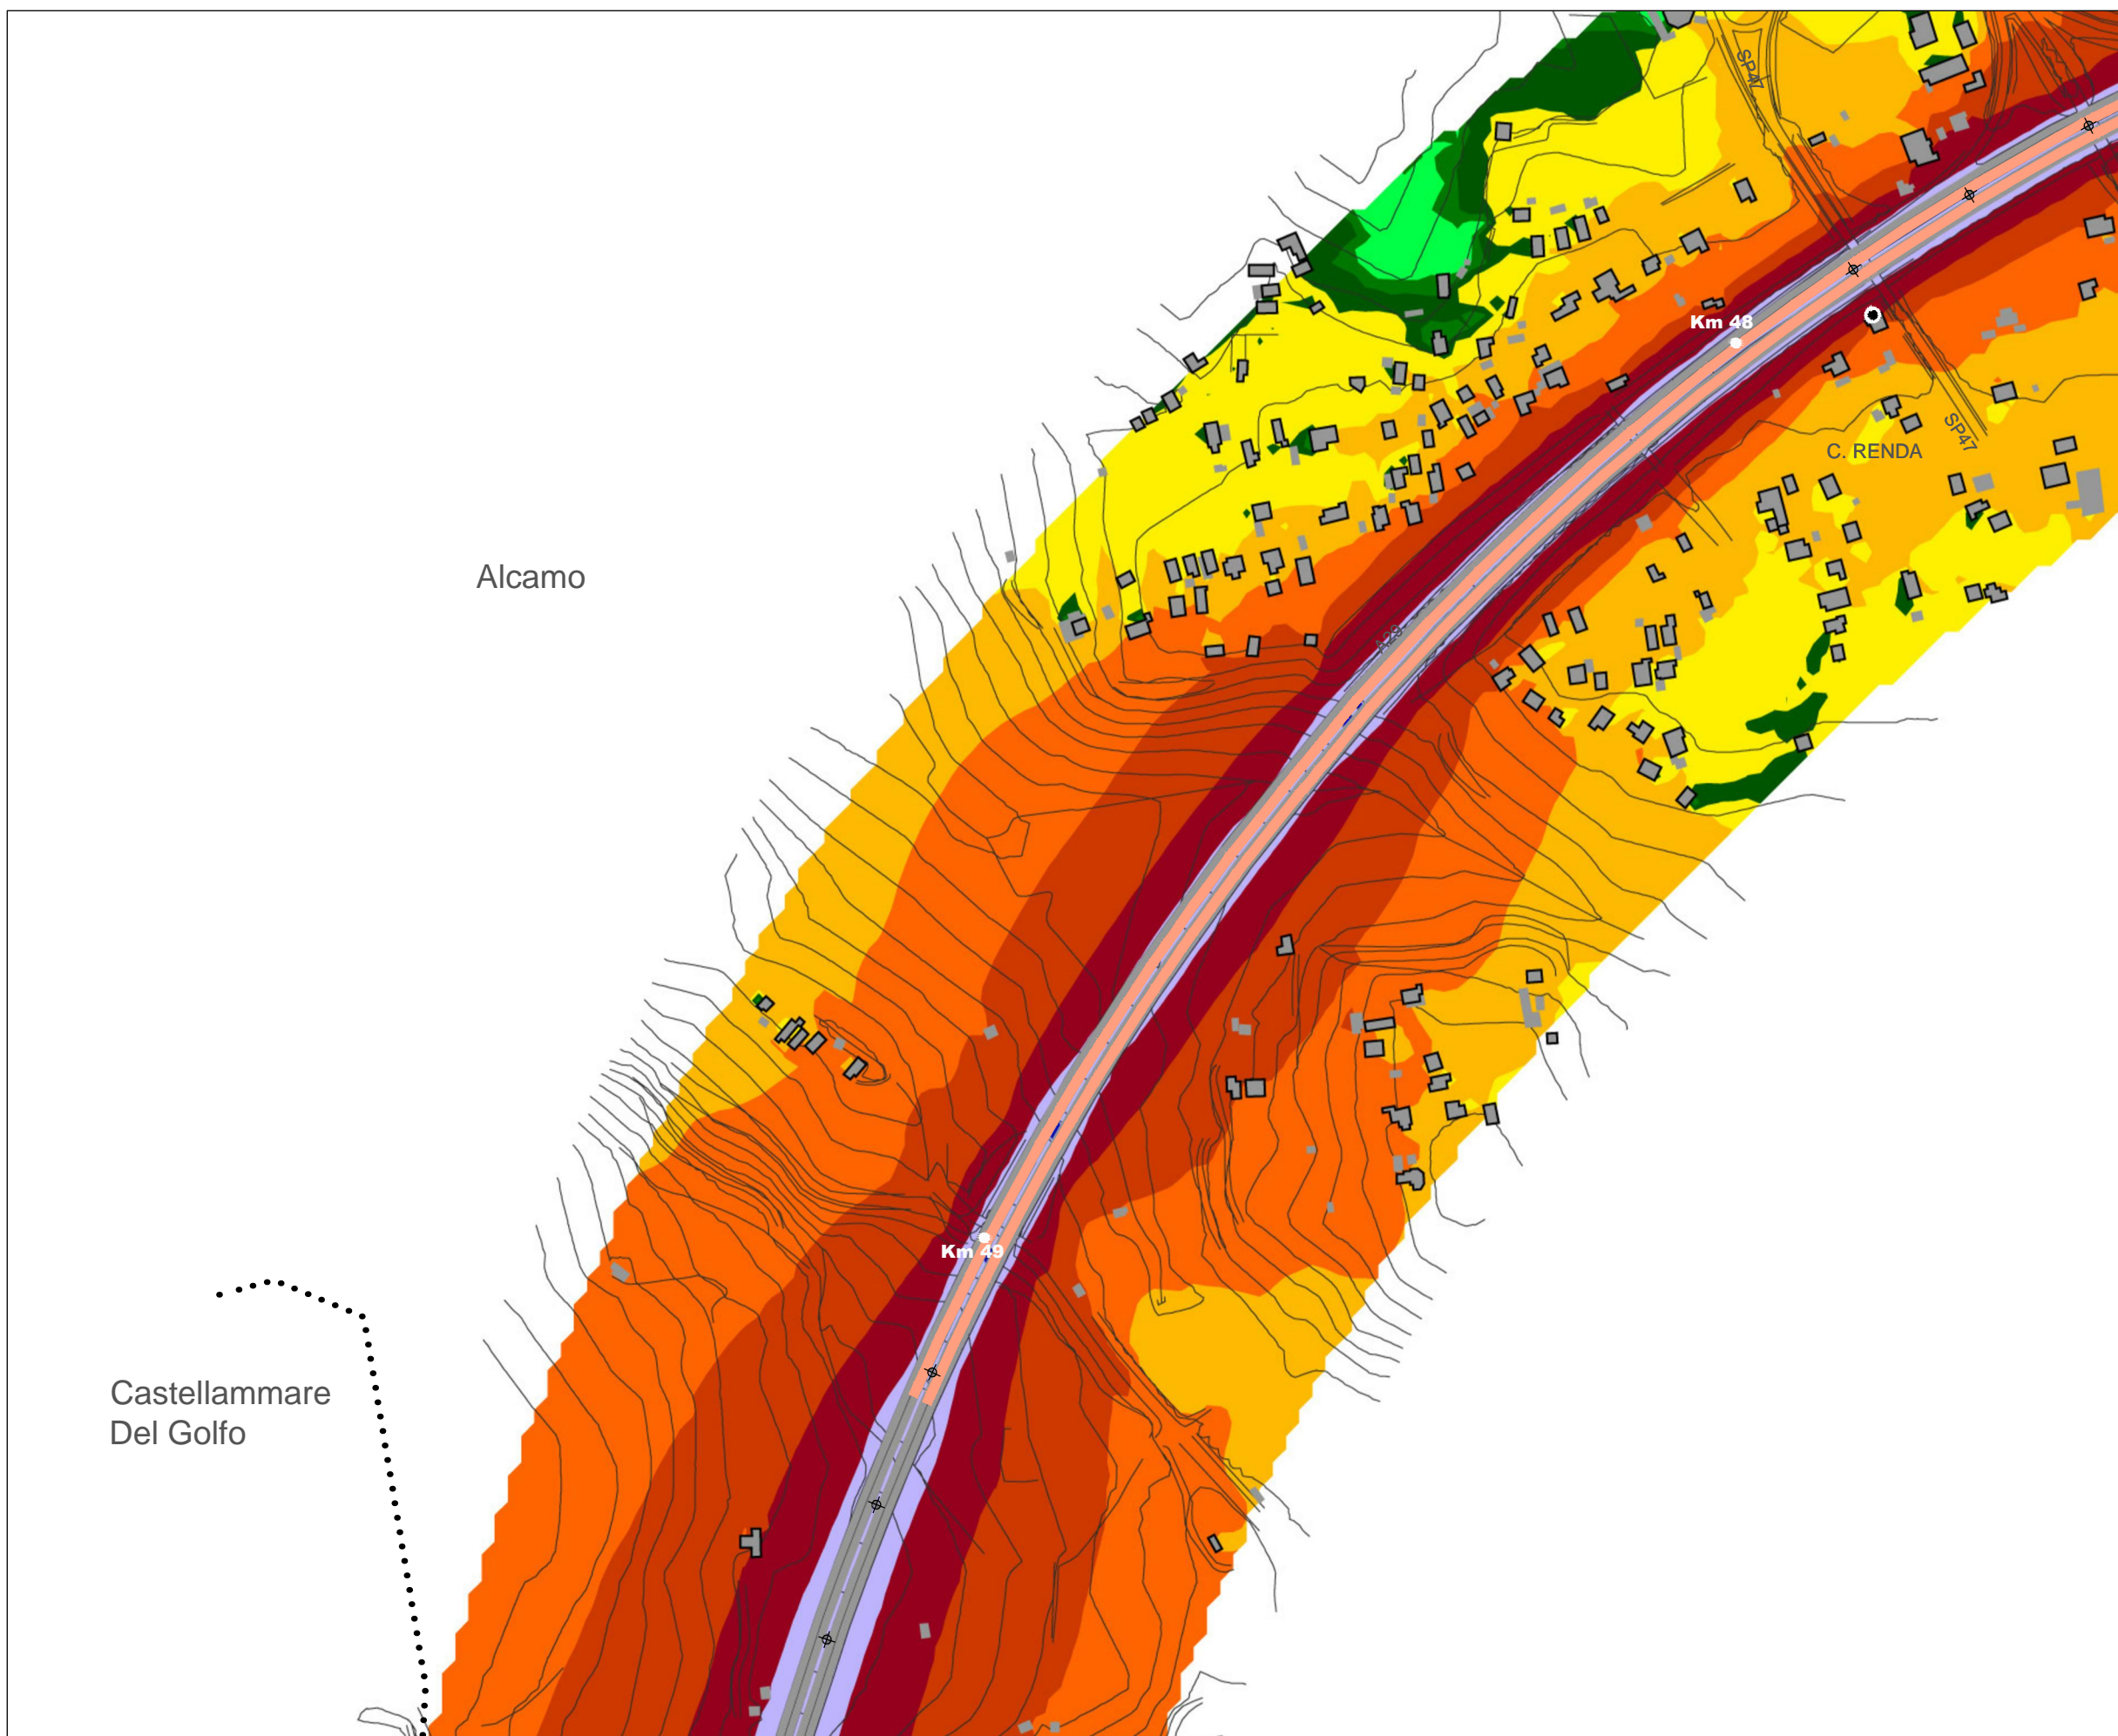 SP47
Km 48
C. RENDA
SP47
Alcamo
A29
Km 49
Castellammare
Del Golfo